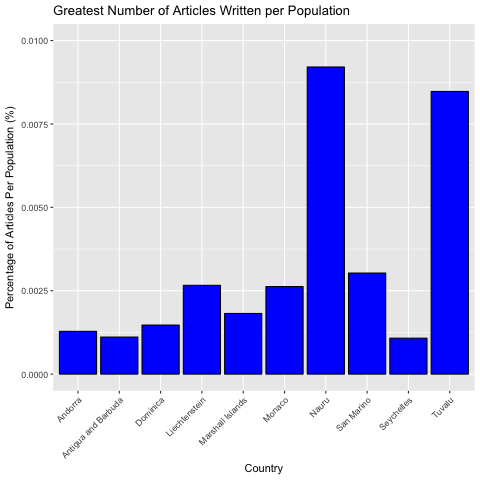 Greatest Number of Articles Written per Population
Percentage of Articles Per Population (%)
0.0100
0.0075
0.0050
0.0025
0.0000
Andorra
Antigua and Barbuda
Dominica
Liechtenstein
Marshall Islands
Monaco
Nauru
San Marino
Seychelles
Tuvalu
Country